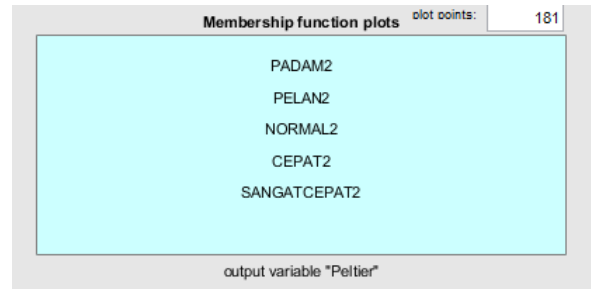 Membership function plots plot points: 181
PADAM2
PELAN2
NORMAL2
CEPAT2
SANGATCEPAT2
output variable "Peltier"